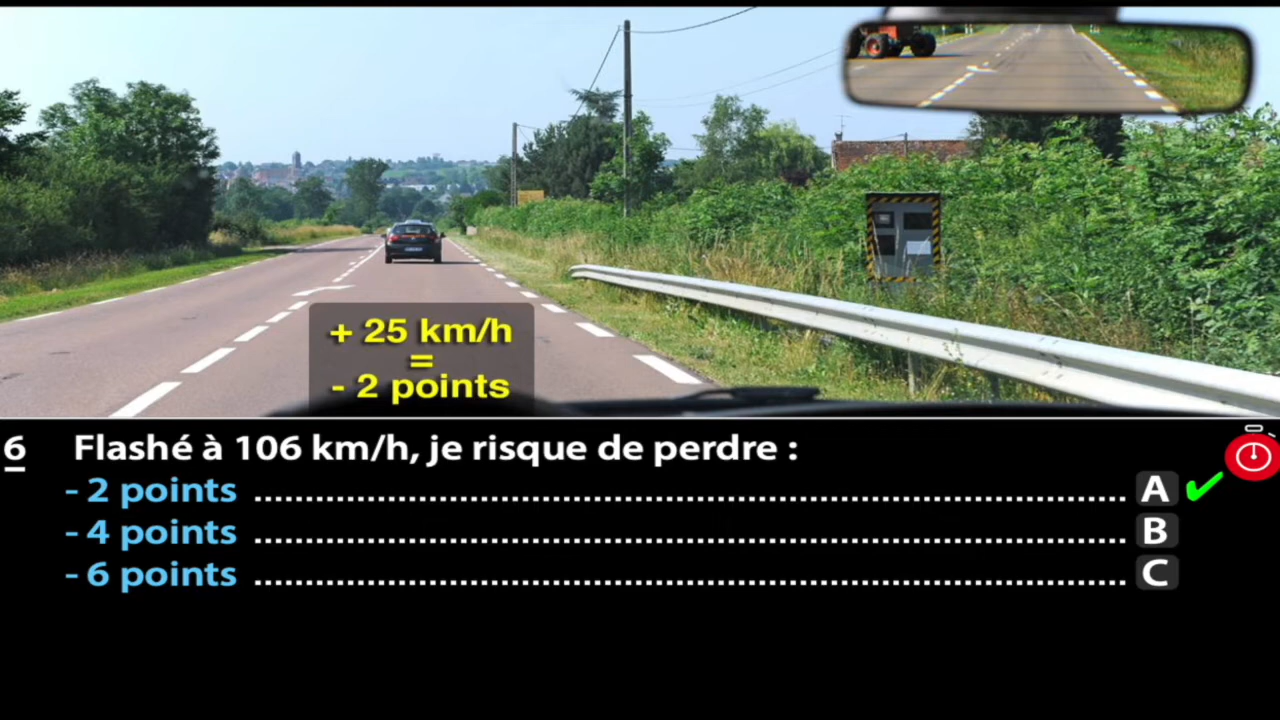 + 25 km/h
=
- 2 points
6 Flashé à 106 km/h, je risque de perdre :
- 2 points ........................................................................................ A
- 4 points ........................................................................................ B
- 6 points ........................................................................................ C